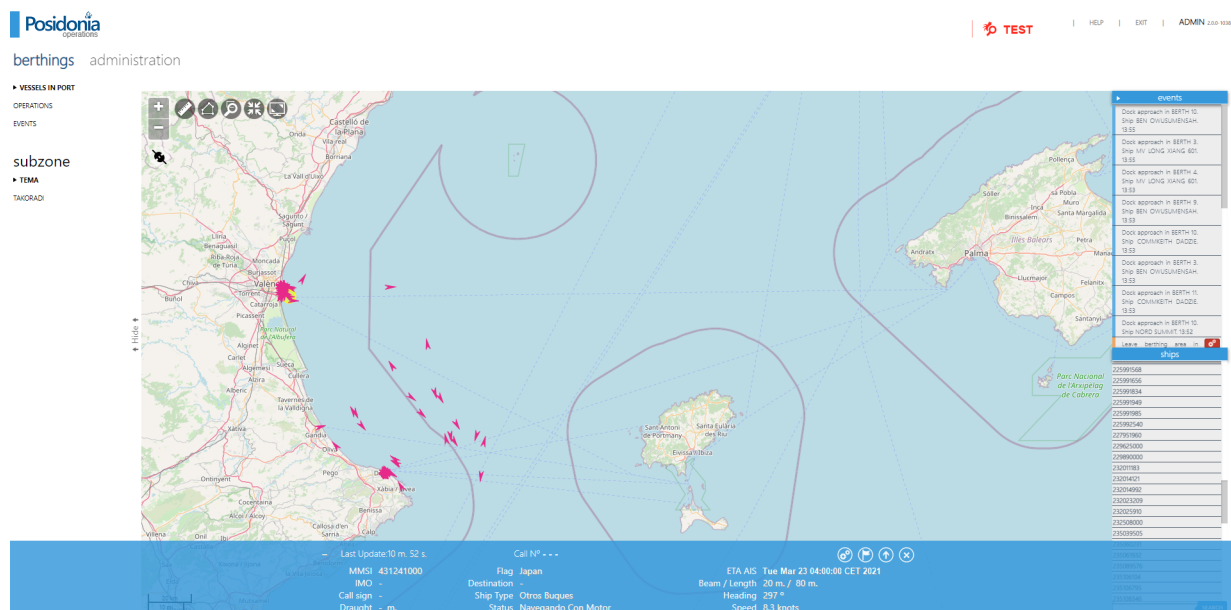 Posidonia
operations
TEST
HELP
EXIT
ADMIN
berthings administration
VESSELS IN PORT
OPERATIONS
EVENTS
subzone
TEMA
TAKORADI
Hide
+
−
Castelló de
la Plana
Onda
Vila-real
Borriana
La Vall d'Uixó
Sagunto /
Sagunt
Puçol
Llíria
Benaguasil
Riba-Roja
de Túria
Moncada
Burjassot
València
Chiva
Torrent
Buñol
Catarroja
Picassent
Parc Natural
de l'Albufera
Alginet
Sueca
Carlet
Algemesí
Cullera
Alzira
Alberic
Tavernes de
la Valldigna
Xàtiva
Gandia
Oliva
Pego
Ontinyent
Xàbia / Jávea
Cocentaina
Benissa
Alcoi / Alcoy
Callosa d'en
Sarrià
Calp
Villena
Onil
Ibi
Sant Antoni
de Portmany
Santa Eulària
des Riu
Eivissa/Ibiza
Pollença
Sóller
sa Pobla
Inca
Muro
Binissalem
Santa Margalida
Illes Balears
Petra
Andratx
Palma
Llucmajor
Felanitx
Campos
Santanyí
Parc Nacional
de l'Arxipèlag
de Cabrera
events
Dock approach in BERTH 12.
Ship BEN OWUSUMENSAH.
13:55
Dock approach in BERTH 3.
Ship MV LONG XIANG 601.
13:55
Dock approach in BERTH 4.
Ship MV LONG XIANG 601.
13:53
Dock approach in BERTH 9.
Ship BEN OWUSUMENSAH.
13:53
Dock approach in BERTH 10.
Ship COMMKEITH DADZIE.
13:53
Dock approach in BERTH 3.
Ship BEN OWUSUMENSAH.
13:53
Dock approach in BERTH 11.
Ship COMMKEITH DADZIE.
13:53
Dock approach in BERTH 10.
Ship NORD SUMMIT. 13:52
Leave berthing area in
ships
225991568
225991656
225991834
225991949
225991985
225992540
227951960
229625000
229890000
232011183
232014121
232014992
232023209
232025910
232508000
235039505
− Last Update:10 m. 52 s.
Call Nº - - -
MMSI 431241000
Flag Japan
ETA AIS Tue Mar 23 04:00:00 CET 2021
IMO -
Destination -
Beam / Length 20 m. / 80 m.
Call sign -
Ship Type Otros Buques
Heading 297 º
Draught - m.
Status Navegando Con Motor
Speed 8.3 knots